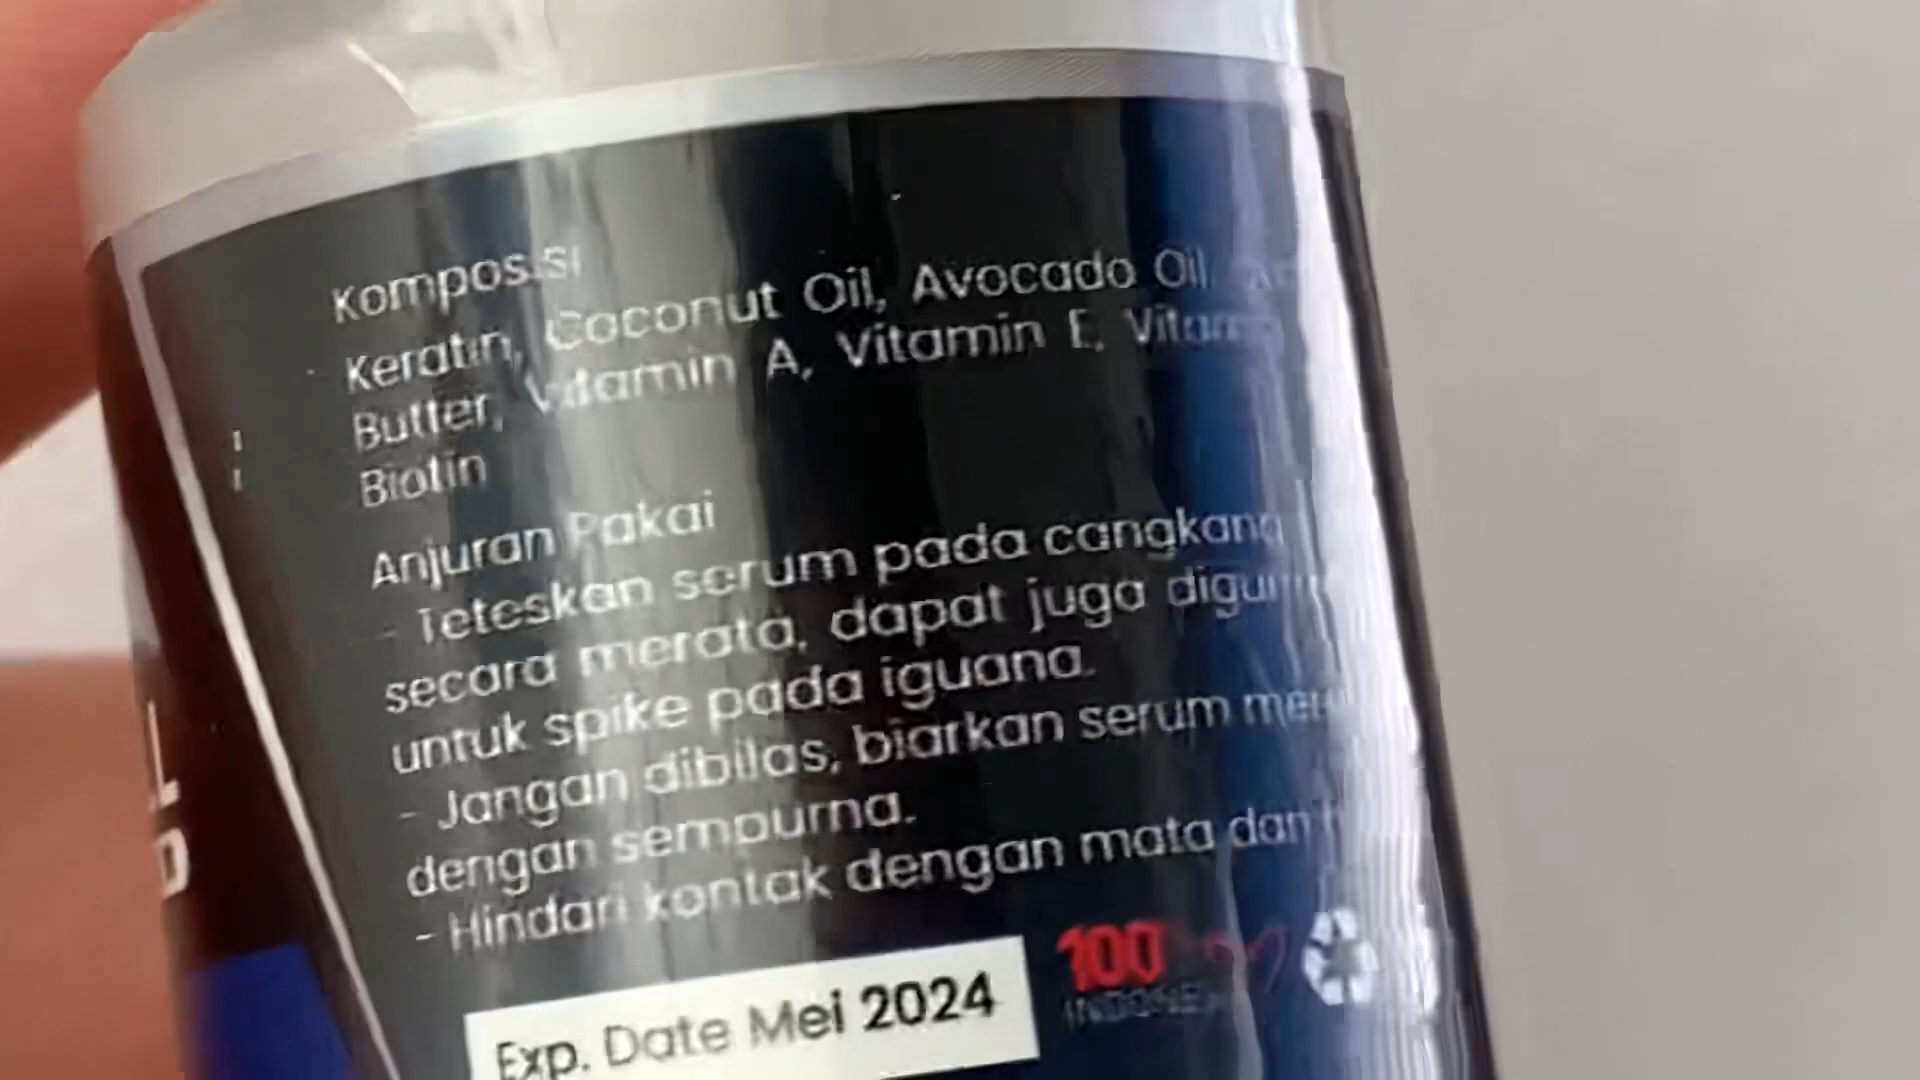 Komposisi
Keratin, Coconut Oil, Avocado Oil,
Butter, Vitamin A, Vitamin E,
Biotin
Anjuran Pakai
- Teteskan serum pada cangkang
secara merata, dapat juga
untuk spike pada iguana.
- Jangan dibilas, biarkan serum
dengan sempurna.
- Hindari kontak dengan mata dan
100
Exp. Date Mei 2024